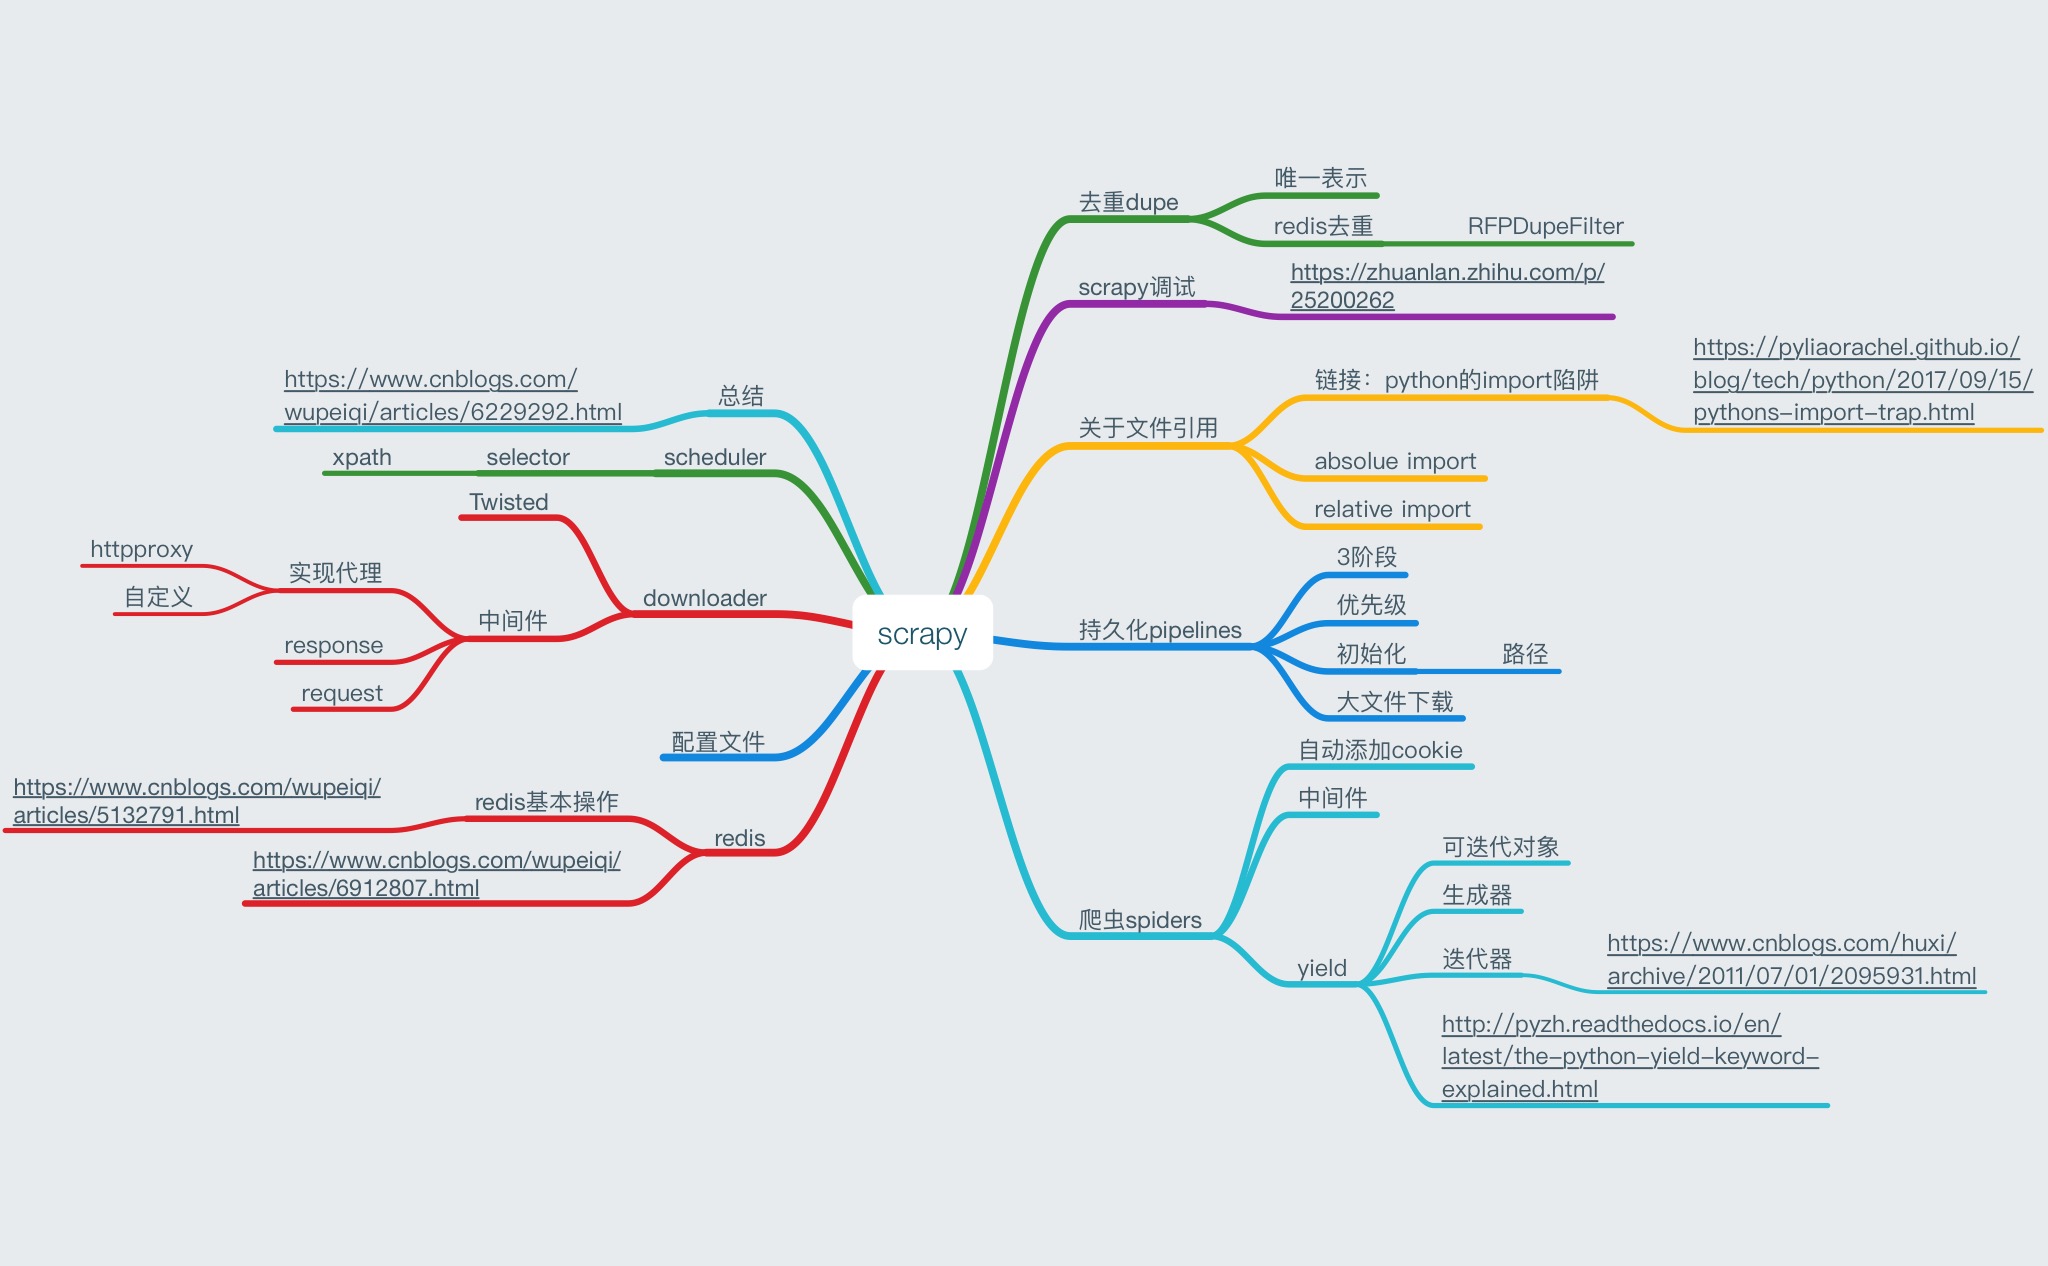 scrapy
去重dupe
唯一表示
redis去重
RFPDupeFilter
scrapy调试
https://zhuanlan.zhihu.com/p/
25200262
关于文件引用
链接：python的import陷阱
https://pyliaorachel.github.io/
blog/tech/python/2017/09/15/
pythons-import-trap.html
absolue import
relative import
持久化pipelines
3阶段
优先级
初始化
路径
大文件下载
爬虫spiders
自动添加cookie
中间件
yield
可迭代对象
生成器
迭代器
https://www.cnblogs.com/huxi/
archive/2011/07/01/2095931.html
http://pyzh.readthedocs.io/en/
latest/the-python-yield-keyword-
explained.html
总结
https://www.cnblogs.com/
wupeiqi/articles/6229292.html
scheduler
selector
xpath
downloader
Twisted
中间件
实现代理
httpproxy
自定义
response
request
配置文件
redis
redis基本操作
https://www.cnblogs.com/wupeiqi/
articles/5132791.html
https://www.cnblogs.com/wupeiqi/
articles/6912807.html